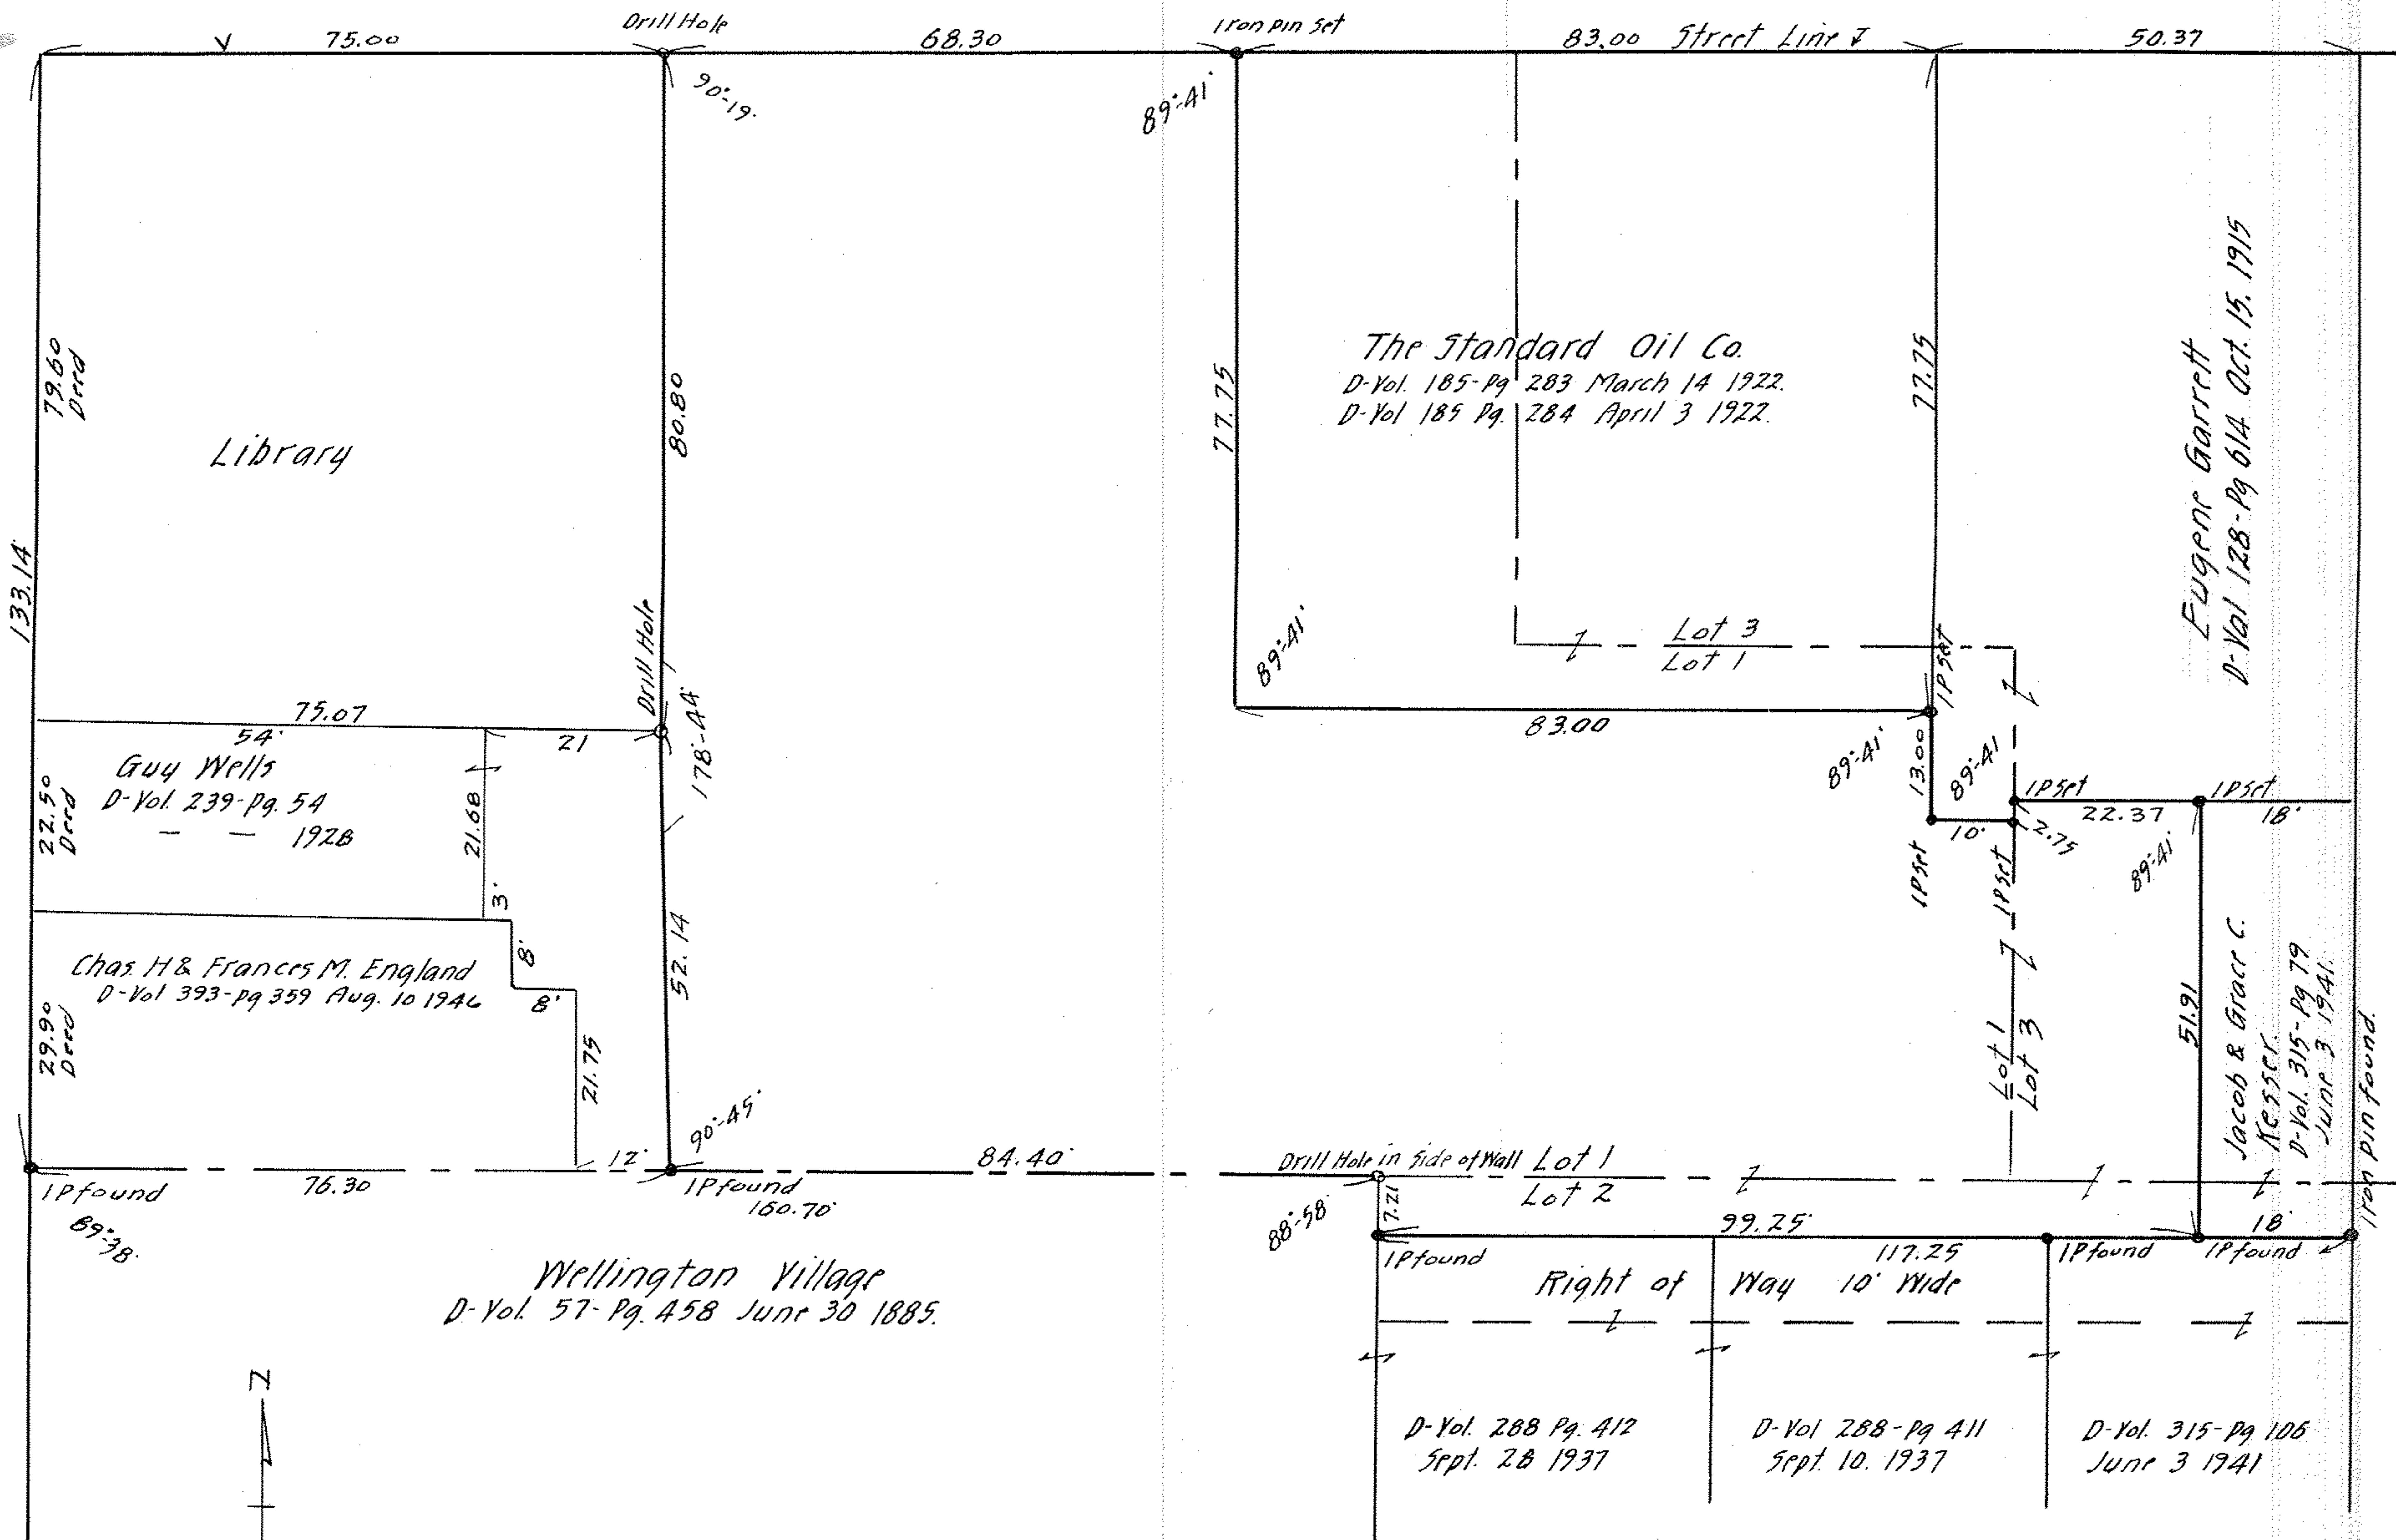 Drill Hole
Iron pin set
75.00
68.30
83.00 Street Line
50.37
90°-19'
89°-41'
79.60
Deed
133.14'
Library
80.80
77.75
The Standard Oil Co.
D-Vol. 185-Pg 283 March 14 1922.
D-Vol 185 Pg. 284 April 3 1922.
77.75
Eugene Garrett
D-Vol 128-Pg 614 Oct. 15. 1915
Drill Hole
178°-44'
89°-41'
Lot 3
Lot 1
IP Set
75.07
54'
21
83.00
89°-41'
13.00
89°-41
Guy Wells
D-Vol. 239-Pg. 54
— — 1928
22.50
Deed
21.68
3'
IP Set
22.37
IP Set
18'
10'
2.75
IP Set
IP Set
89°-41'
8'
8'
Chas. H & Frances M. England
D-Vol 393-Pg 359 Aug. 10 1946
29.90
Deed
21.75
52.14
51.91
Jacob & Grace C.
Kesser.
D-Vol. 315-Pg 79
June 3 1941.
Lot 1
Lot 3
Iron pin found.
90°-45'
12'
84.40'
Drill Hole in Side of Wall
Lot 1
Lot 2
IP found
76.30
IP found
160.70'
89°-38'
88°-58'
7.21
99.25'
18'
IP found
117.25
IP found
IP found
Wellington Village
D-Vol. 57-Pg. 458 June 30 1885.
Right of Way 10' Wide
N
D-Vol. 288 Pg. 412
Sept. 28 1937
D-Vol 288-Pg 411
Sept. 10. 1937
D-Vol. 315-Pg 106
June 3 1941